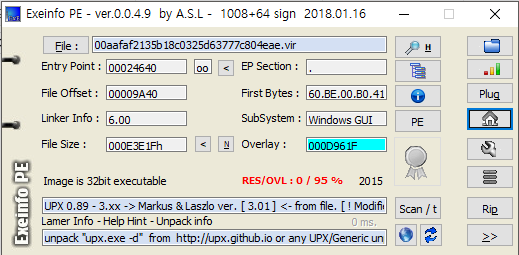 Exeinfo PE - ver.0.0.4.9 by A.S.L - 1008+64 sign 2018.01.16
File : 00aafaf2135b18c0325d63777c804eae.vir H
Entry Point : 00024640 oo < EP Section : .
File Offset : 00009A40 First Bytes : 60.BE.00.B0.41 Plug
Linker Info : 6.00 SubSystem : Windows GUI PE
File Size : 000E3E1Fh < N Overlay : 000D961F
Image is 32bit executable RES/OVL : 0 / 95 % 2015
UPX 0.89 - 3.xx -> Markus & Laszlo ver. [ 3.01 ] <- from file. [ ! Modifi Scan / t Rip
Lamer Info - Help Hint - Unpack info 0 ms.
unpack "upx.exe -d" from http://upx.github.io or any UPX/Generic un >>
Exeinfo PE